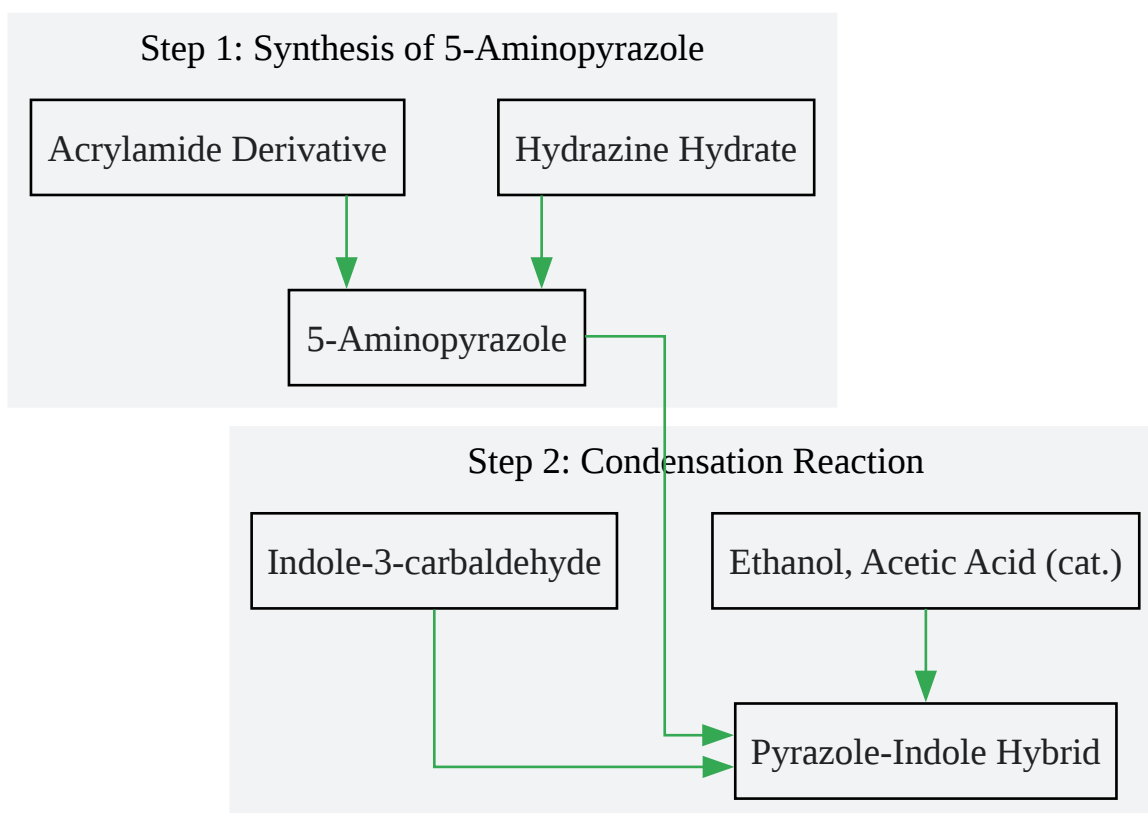 Step 1: Synthesis of 5-Aminopyrazole
Acrylamide Derivative
Hydrazine Hydrate
5-Aminopyrazole
Step 2: Condensation Reaction
Indole-3-carbaldehyde
Ethanol, Acetic Acid (cat.)
Pyrazole-Indole Hybrid